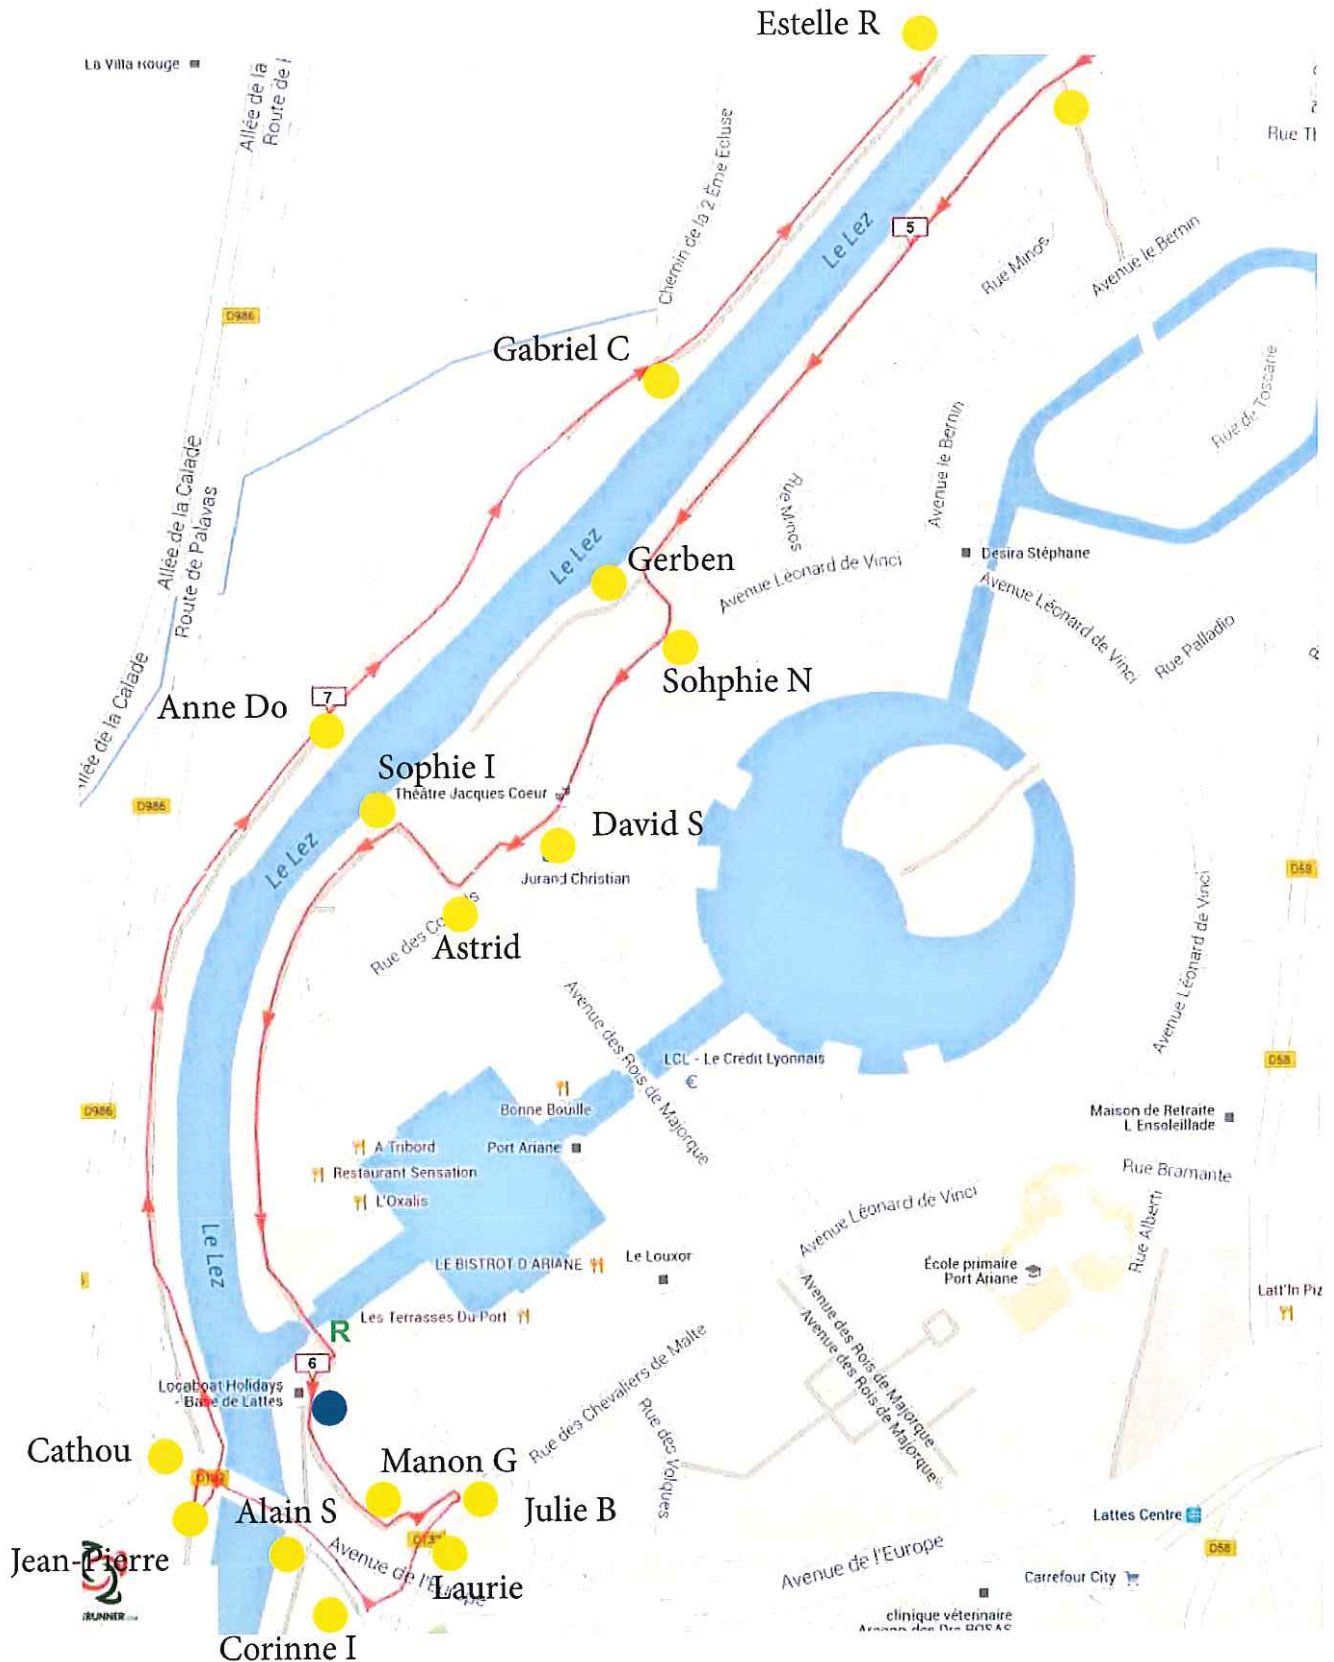 Estelle R
La Villa Rouge
Allée de la
Route de l
Rue Th
Chemin de la 2 Ème Écluse
Le Lez
5
Rue Minos
Avenue le Bernin
D986
Gabriel C
Rue de Toscane
Avenue le Bernin
Allée de la Calade
Route de Palavas
Rue Minos
Le Lez
Gerben
Avenue Léonard de Vinci
Desira Stéphane
Avenue Léonard de Vinci
Rue Palladio
Sohphie N
Allée de la Calade
7
Anne Do
Sophie I
Théâtre Jacques Coeur
D986
David S
Le Lez
Jurand Christian
D58
Astrid
Avenue Léonard de Vinci
Avenue des Rois de Majorque
LCL - Le Crédit Lyonnais
D58
Bonne Bouille
D986
Maison de Retraite
L Ensoleillade
A Tribord
Port Ariane
Restaurant Sensation
Rue Bramante
L'Oxalis
Avenue Léonard de Vinci
Rue Alberti
Le Lez
LE BISTROT D'ARIANE
Le Louxor
École primaire
Port Ariane
Latt'In Piz
Les Terrasses Du Port
R
Avenue des Rois de Majorque
Avenue des Rois de Majorque
6
Rue des Chevaliers de Malte
Locaboat Holidays
- Base de Lattes
Rue des Volques
Cathou
Manon G
Alain S
Julie B
Lattes Centre
Jean-Pierre
Avenue de l'Europe
Laurie
Avenue de l'Europe
D58
Carrefour City
RUNNER
clinique véterinaire
Corinne I